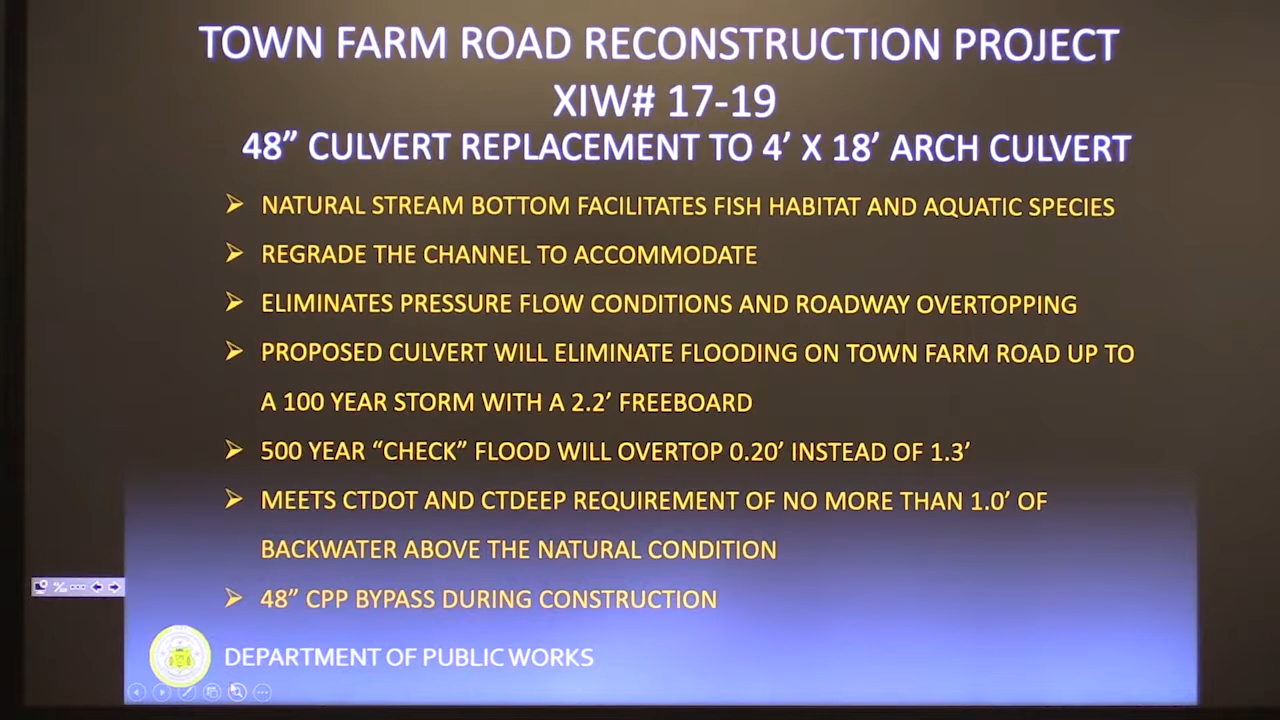 TOWN FARM ROAD RECONSTRUCTION PROJECT
XIW# 17-19
48” CULVERT REPLACEMENT TO 4’ X 18’ ARCH CULVERT
NATURAL STREAM BOTTOM FACILITATES FISH HABITAT AND AQUATIC SPECIES
REGRADE THE CHANNEL TO ACCOMMODATE
ELIMINATES PRESSURE FLOW CONDITIONS AND ROADWAY OVERTOPPING
PROPOSED CULVERT WILL ELIMINATE FLOODING ON TOWN FARM ROAD UP TO
A 100 YEAR STORM WITH A 2.2’ FREEBOARD
500 YEAR “CHECK” FLOOD WILL OVERTOP 0.20’ INSTEAD OF 1.3’
MEETS CTDOT AND CTDEEP REQUIREMENT OF NO MORE THAN 1.0’ OF
BACKWATER ABOVE THE NATURAL CONDITION
48” CPP BYPASS DURING CONSTRUCTION
DEPARTMENT OF PUBLIC WORKS